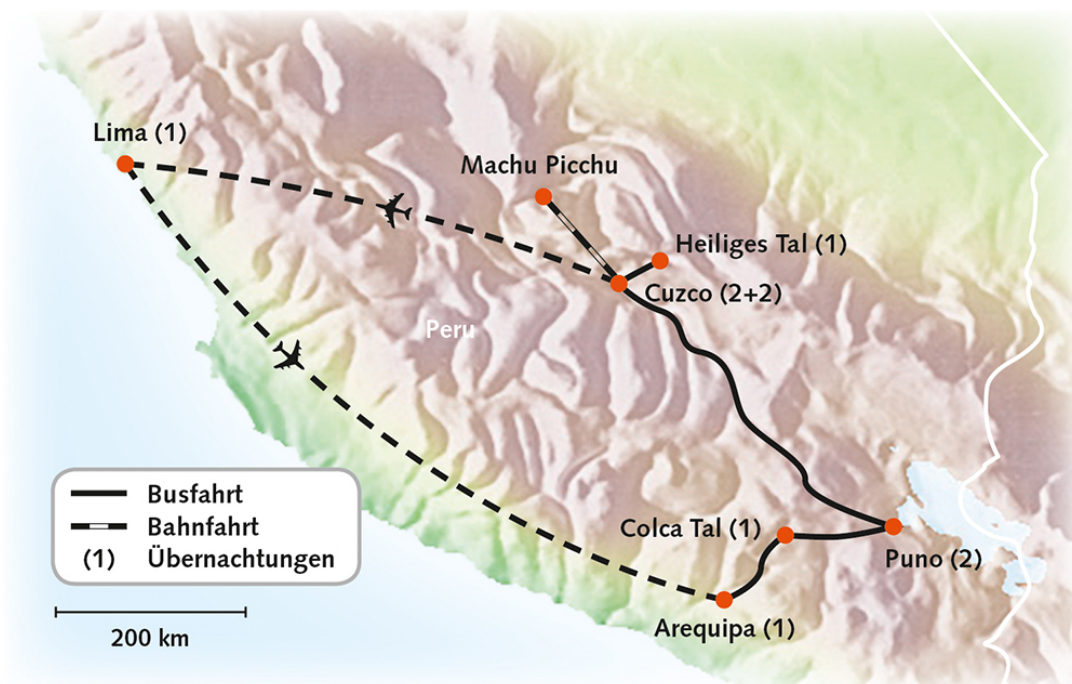 Lima (1)
Machu Picchu
Heiliges Tal (1)
Cuzco (2+2)
Peru
Busfahrt
Bahnfahrt
(1) Übernachtungen
Colca Tal (1)
Puno (2)
Arequipa (1)
200 km